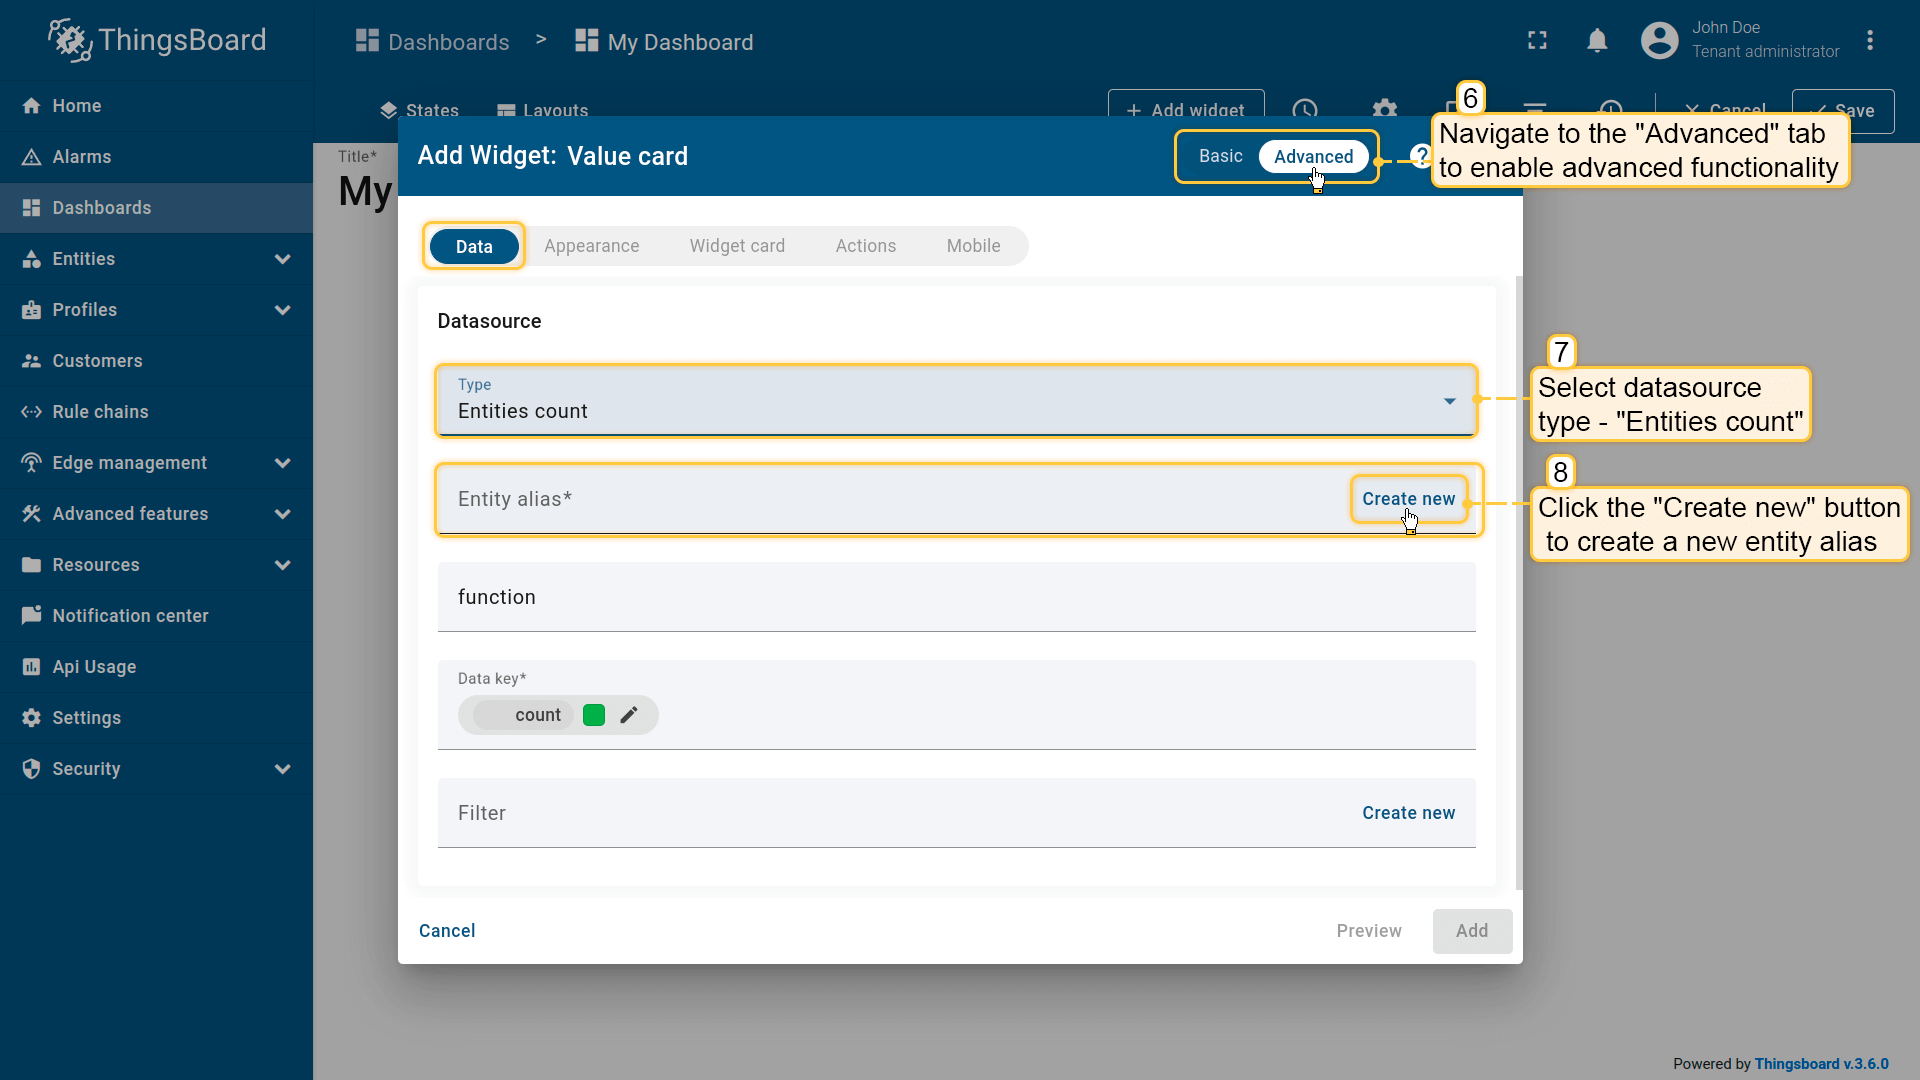 ThingsBoard
Dashboards > My Dashboard
John Doe
Tenant administrator
Home
Alarms
Dashboards
Entities
Profiles
Customers
Rule chains
Edge management
Advanced features
Resources
Notification center
Api Usage
Settings
Security
States
Layouts
+ Add widget
Cancel
Save
Title*
My
Add Widget: Value card
Basic
Advanced
?
6
Navigate to the "Advanced" tab
to enable advanced functionality
Data
Appearance
Widget card
Actions
Mobile
Datasource
Type
Entities count
7
Select datasource
type - "Entities count"
Entity alias*
Create new
8
Click the "Create new" button
to create a new entity alias
function
Data key*
count
Filter
Create new
Cancel
Preview
Add
Powered by Thingsboard v.3.6.0